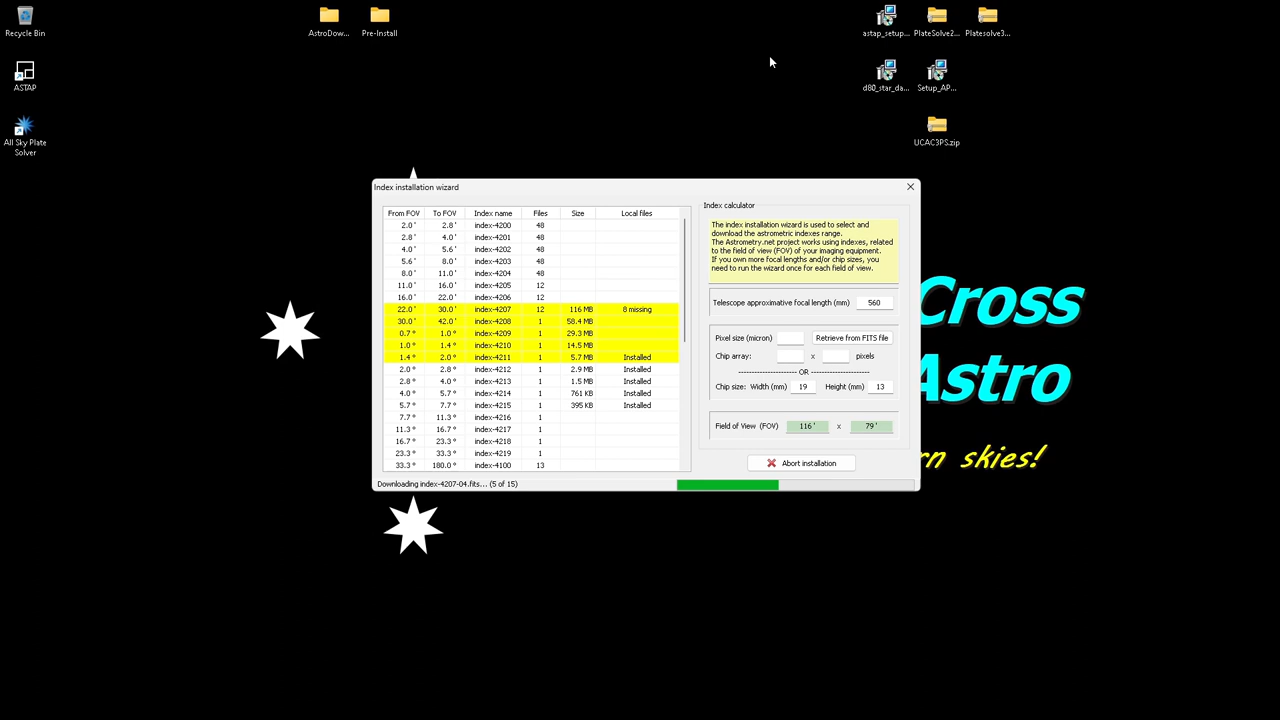 Recycle Bin
AstroDow...
Pre-Install
astap_setup...
PlateSolve2...
Platesolve3...
ASTAP
d80_star_da...
Setup_AP...
All Sky Plate
Solver
UCAC3PS.zip
Index installation wizard
From FOV To FOV Index name Files Size Local files
2.0 ' 2.8 ' index-4200 48
2.8 ' 4.0 ' index-4201 48
4.0 ' 5.6 ' index-4202 48
5.6 ' 8.0 ' index-4203 48
8.0 ' 11.0 ' index-4204 48
11.0 ' 16.0 ' index-4205 12
16.0 ' 22.0 ' index-4206 12
22.0 ' 30.0 ' index-4207 12 116 MB 8 missing
30.0 ' 42.0 ' index-4208 1 58.4 MB
0.7 ° 1.0 ° index-4209 1 29.3 MB
1.0 ° 1.4 ° index-4210 1 14.5 MB
1.4 ° 2.0 ° index-4211 1 5.7 MB Installed
2.0 ° 2.8 ° index-4212 1 2.9 MB Installed
2.8 ° 4.0 ° index-4213 1 1.5 MB Installed
4.0 ° 5.7 ° index-4214 1 761 KB Installed
5.7 ° 7.7 ° index-4215 1 395 KB Installed
7.7 ° 11.3 ° index-4216 1
11.3 ° 16.7 ° index-4217 1
16.7 ° 23.3 ° index-4218 1
23.3 ° 33.3 ° index-4219 1
33.3 ° 180.0 ° index-4100 13
Downloading index-4207-04.fits... (5 of 15)
Index calculator
The index installation wizard is used to select and
download the astrometric indexes range.
The Astrometry.net project works using indexes, related
to the field of view (FOV) of your imaging equipment.
If you own more focal lengths and/or chip sizes, you
need to run the wizard once for each field of view.
Telescope approximative focal length (mm) 560
Pixel size (micron) Retrieve from FITS file
Chip array: x pixels
---------------------- OR ----------------------
Chip size: Width (mm) 19 Height (mm) 13
Field of View (FOV) 116 ' x 79 '
Abort installation
Cross
Astro
rn skies!